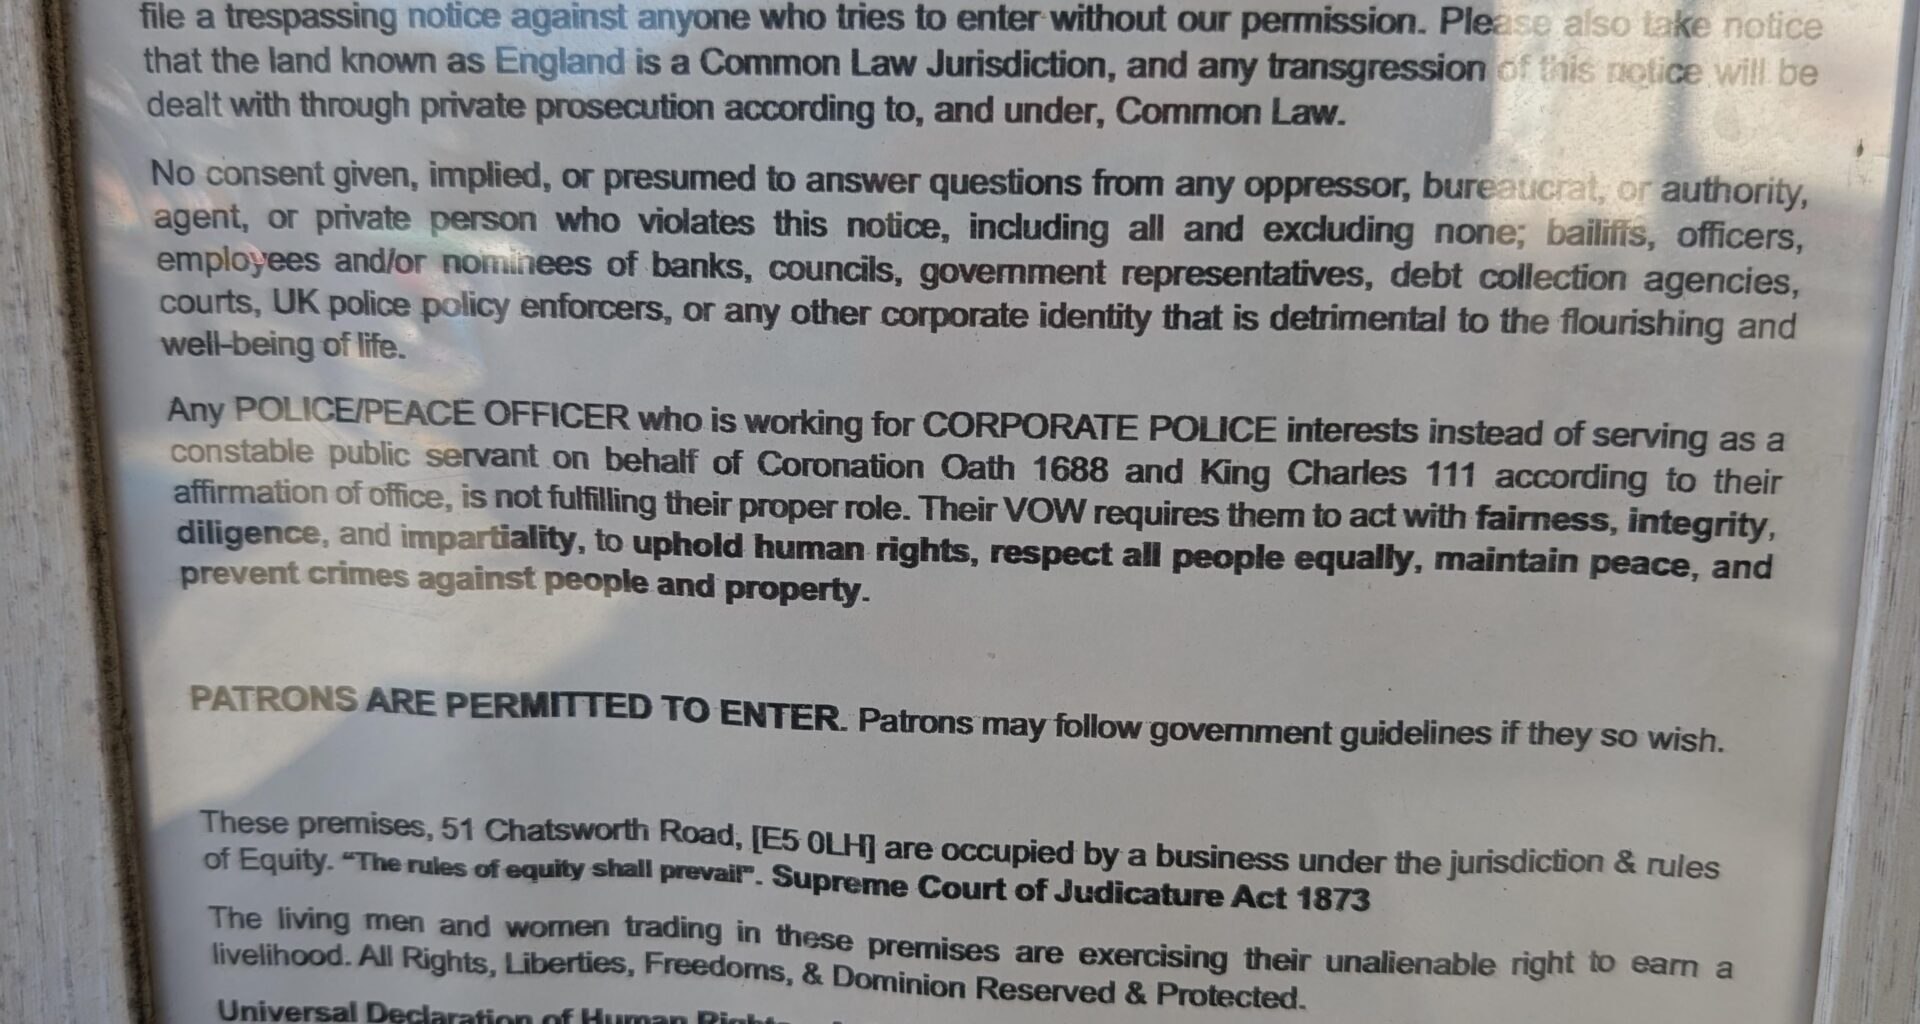 file a trespassing notice against anyone who tries to enter without our permission. Please also take notice
that the land known as England is a Common Law Jurisdiction, and any transgression of this notice will be
dealt with through private prosecution according to, and under, Common Law.
No consent given, implied, or presumed to answer questions from any oppressor, bureaucrat, or authority,
agent, or private person who violates this notice, including all and excluding none; bailiffs, officers,
employees and/or nominees of banks, councils, government representatives, debt collection agencies,
courts, UK police policy enforcers, or any other corporate identity that is detrimental to the flourishing and
well-being of life.
Any POLICE/PEACE OFFICER who is working for CORPORATE POLICE interests instead of serving as a
constable public servant on behalf of Coronation Oath 1688 and King Charles 111 according to their
affirmation of office, is not fulfilling their proper role. Their VOW requires them to act with fairness, integrity,
diligence, and impartiality, to uphold human rights, respect all people equally, maintain peace, and
prevent crimes against people and property.
PATRONS ARE PERMITTED TO ENTER. Patrons may follow government guidelines if they so wish.
These premises, 51 Chatsworth Road, [E5 0LH] are occupied by a business under the jurisdiction & rules
of Equity. “The rules of equity shall prevail”. Supreme Court of Judicature Act 1873
The living men and women trading in these premises are exercising their unalienable right to earn a
livelihood. All Rights, Liberties, Freedoms, & Dominion Reserved & Protected.
Universal Declaration of Human Rights